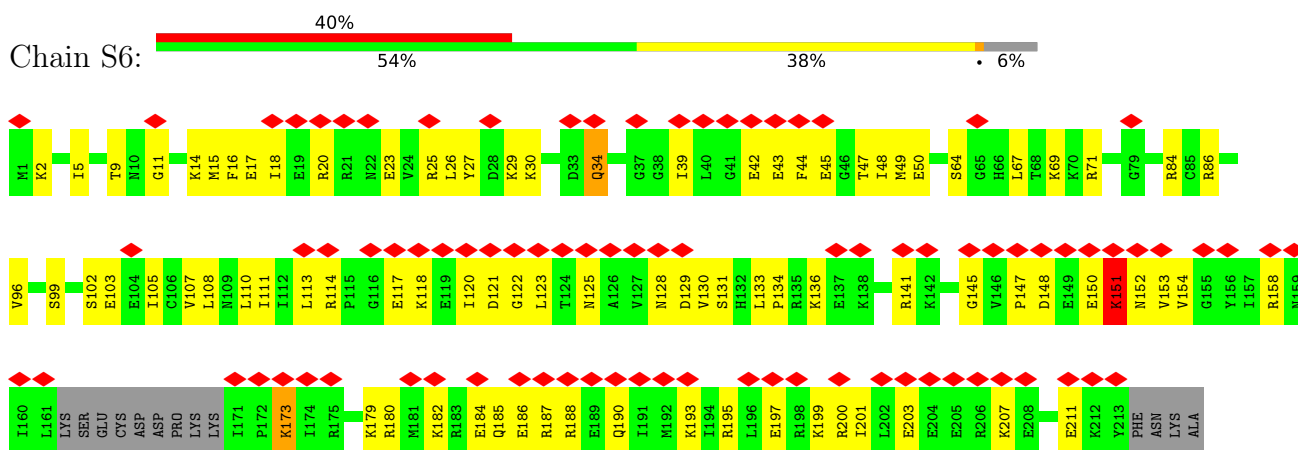 40%
Chain S6:
54% 38% • 6%
M1 K2 I5 T9 N10 G11 K14 M15 F16 E17 I18 E19 R20 R21 N22 E23 V24 R25 L26 Y27 D28 K29 K30 D33 Q34 G37 G38 I39 L40 G41 E42 E43 F44 E45 G46 T47 I48 M49 E50 S64 G65 H66 L67 T68 K69 K70 R71 G79 R84 C85 R86
V96 S99 S102 E103 E104 I105 C106 V107 L108 N109 L110 I111 I112 L113 R114 P115 G116 E117 K118 E119 I120 D121 G122 L123 T124 N125 A126 V127 N128 D129 Y130 S131 H132 L133 P134 R135 K136 E137 K138 R141 K142 G145 V146 P147 D148 E149 E150 K151 N152 V153 V154 G155 Y156 I157 R158 N159
I160 L161 LYS SER GLU CYS ASP ASP PRO LYS LYS I171 P172 K173 I174 R175 K179 R180 M181 K182 R183 E184 Q185 E186 R187 R188 E189 Q190 I191 M192 K193 I194 R195 L196 E197 R198 K199 R200 I201 L202 E203 E204 E205 R206 K207 E208 E211 K212 Y213 PHE ASN LYS ALA